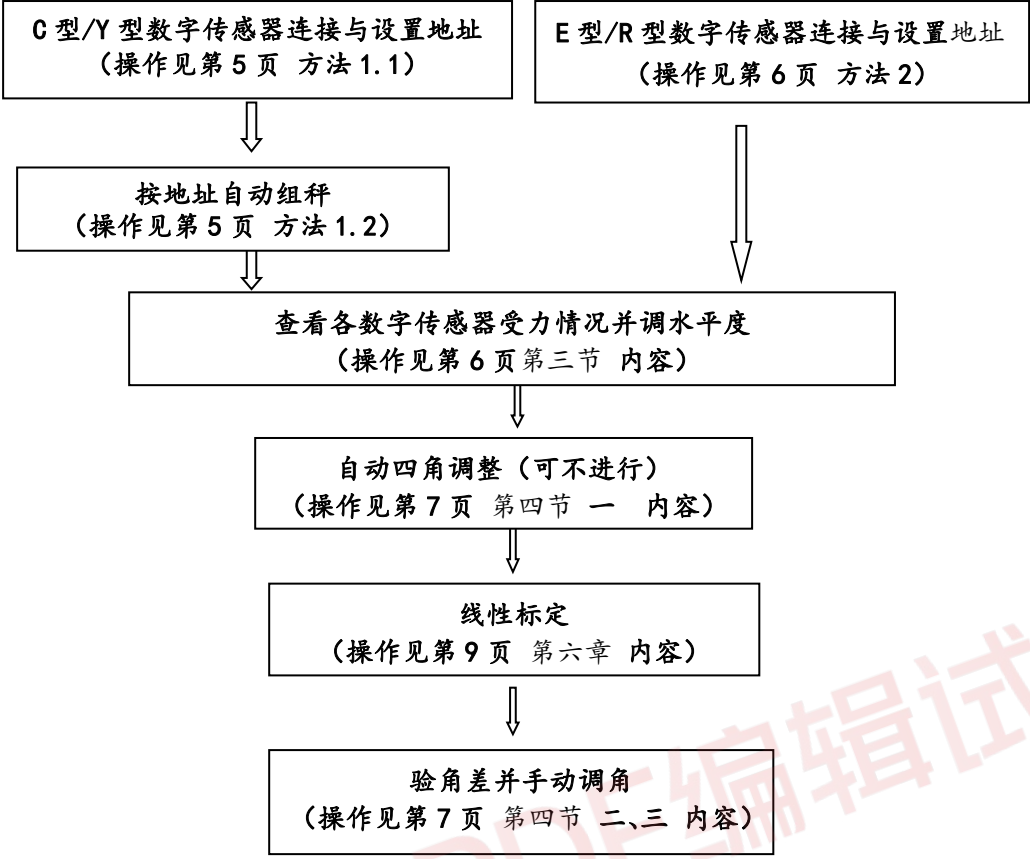 C 型/Y 型数字传感器连接与设置地址
（操作见第 5 页 方法 1.1）
E 型/R 型数字传感器连接与设置地址
（操作见第 6 页 方法 2）
按地址自动组秤
（操作见第 5 页 方法 1.2）
查看各数字传感器受力情况并调水平度
（操作见第 6 页第三节 内容）
自动四角调整（可不进行）
（操作见第 7 页 第四节 一 内容）
线性标定
（操作见第 9 页 第六章 内容）
验角差并手动调角
（操作见第 7 页 第四节 二、三 内容）
PDF编辑试